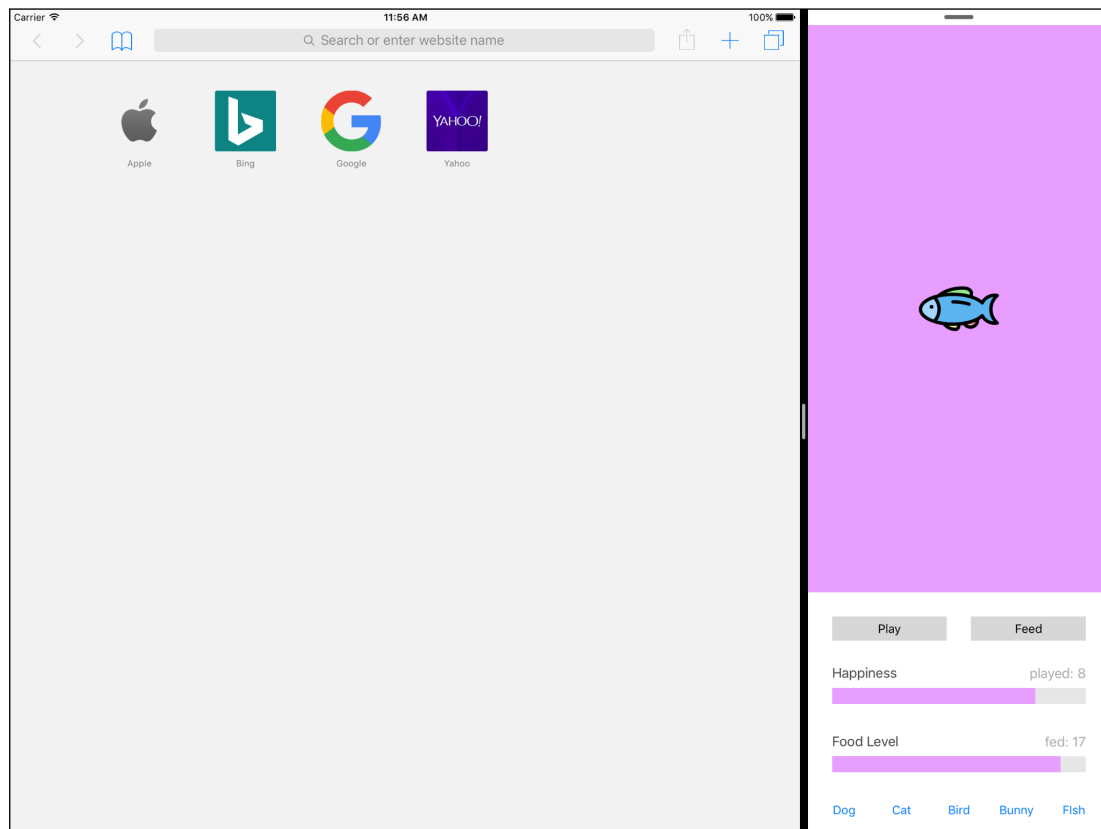 Carrier
11:56 AM
100%
Search or enter website name
YAHOO!
Apple
Bing
Google
Yahoo
Play
Feed
Happiness
played: 8
Food Level
fed: 17
Dog
Cat
Bird
Bunny
FIsh